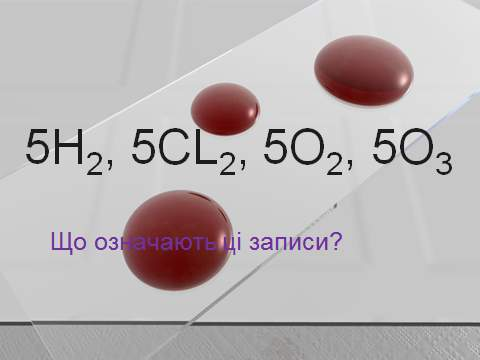 5H₂, 5CL₂, 5O₂, 5O₃
Що означають ці записи?